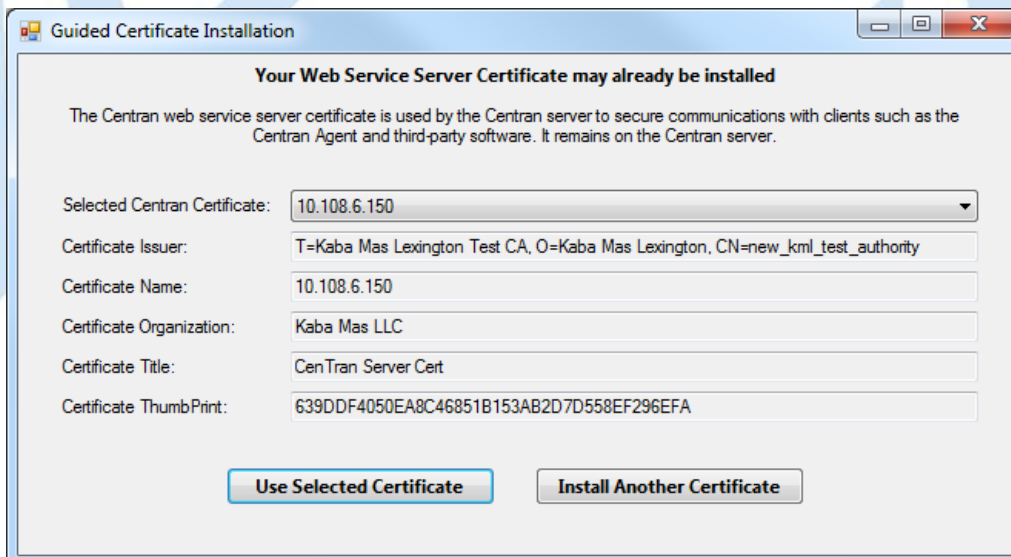 Guided Certificate Installation
Your Web Service Server Certificate may already be installed
The Centran web service server certificate is used by the Centran server to secure communications with clients such as the
Centran Agent and third-party software. It remains on the Centran server.
Selected Centran Certificate: 10.108.6.150
Certificate Issuer: T=Kaba Mas Lexington Test CA, O=Kaba Mas Lexington, CN=new_kml_test_authority
Certificate Name: 10.108.6.150
Certificate Organization: Kaba Mas LLC
Certificate Title: CenTran Server Cert
Certificate ThumbPrint: 639DDF4050EA8C46851B153AB2D7D558EF296EFA
Use Selected Certificate Install Another Certificate